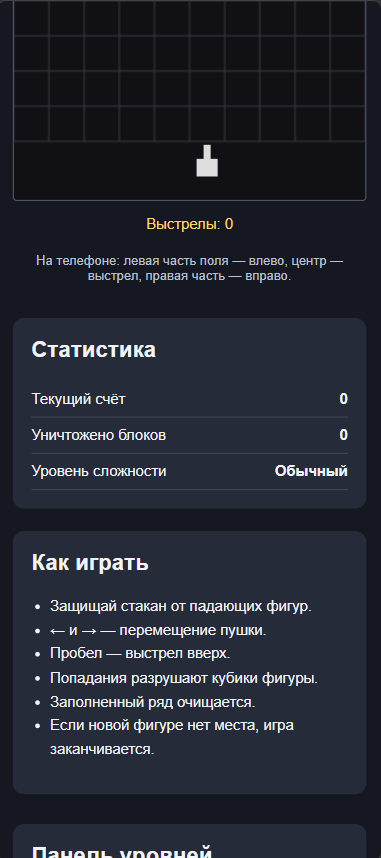 Выстрелы: 0
На телефоне: левая часть поля — влево, центр —
выстрел, правая часть — вправо.
Статистика
Текущий счёт 0
Уничтожено блоков 0
Уровень сложности Обычный
Как играть
• Защищай стакан от падающих фигур.
• ← и → — перемещение пушки.
• Пробел — выстрел вверх.
• Попадания разрушают кубики фигуры.
• Заполненный ряд очищается.
• Если новой фигуре нет места, игра
заканчивается.
Панель уровней